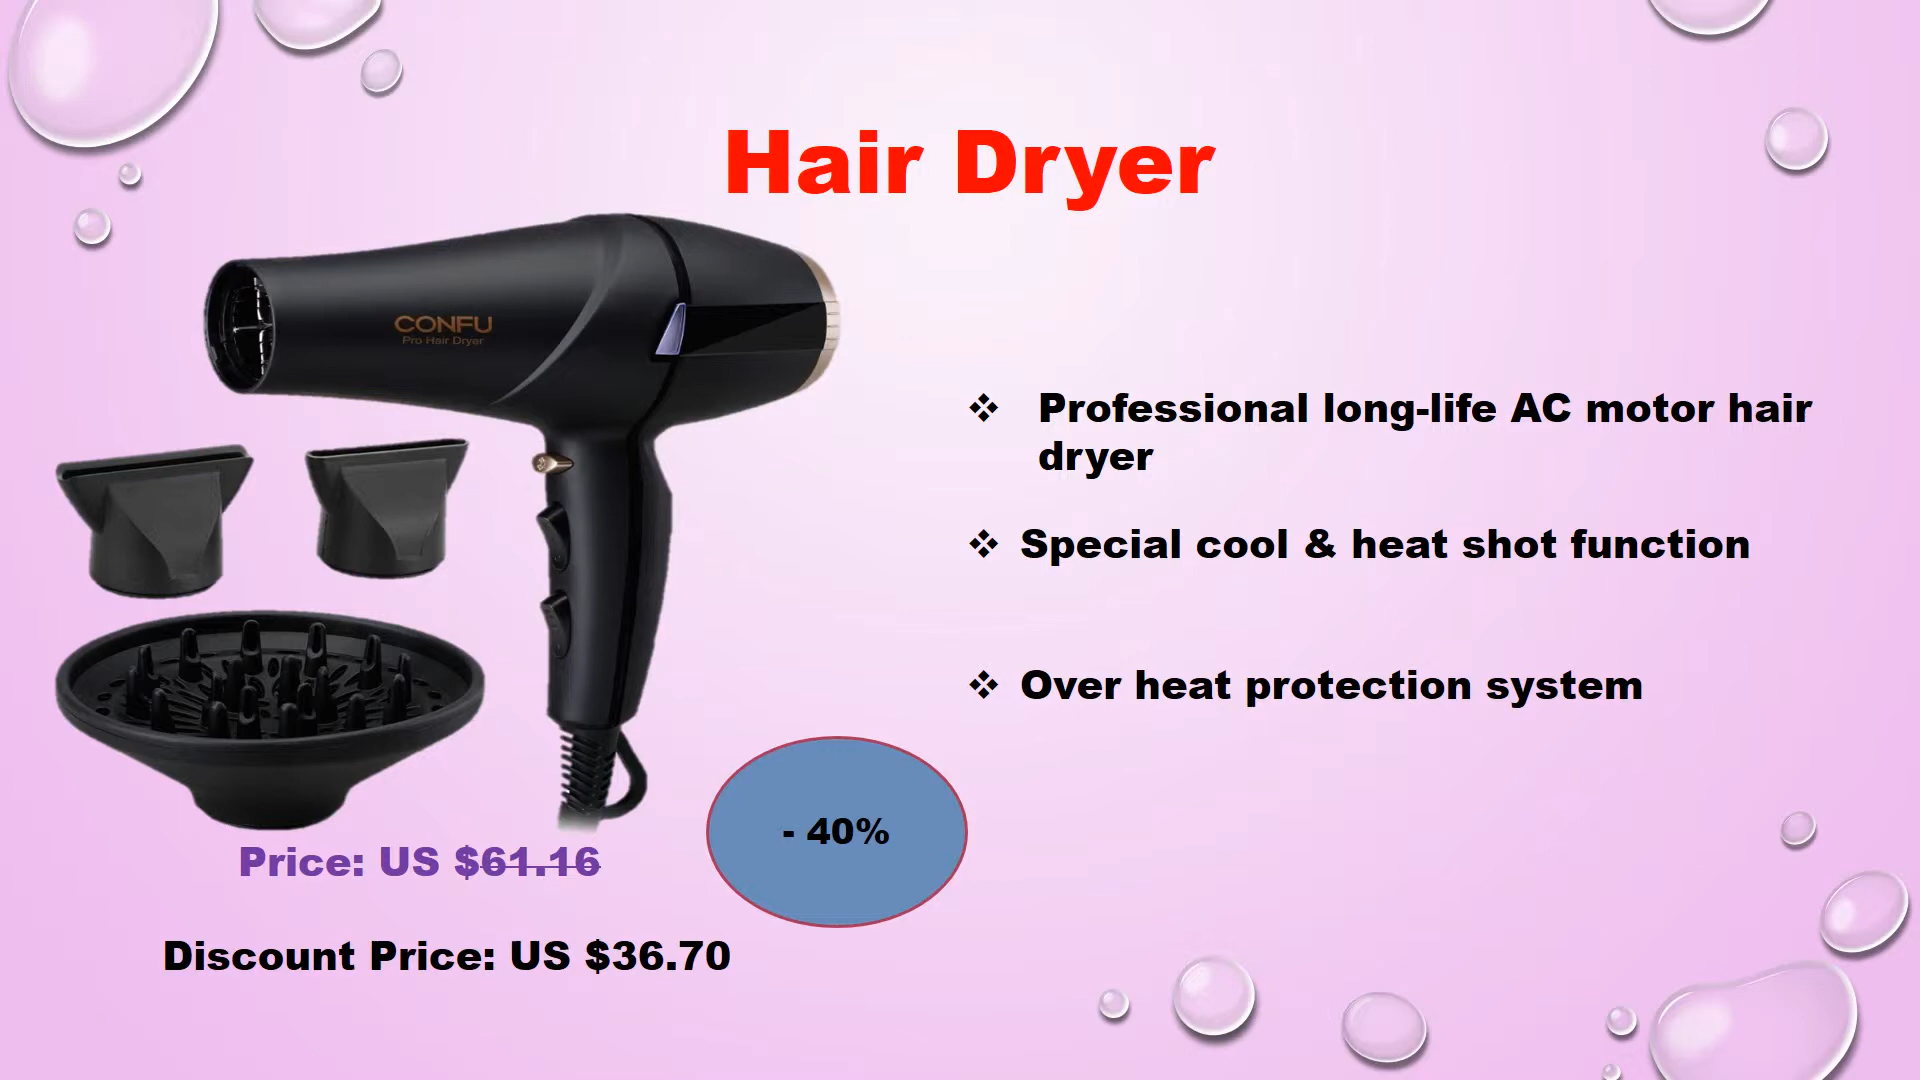 Hair Dryer
CONFU
Pro Hair Dryer
❖ Professional long-life AC motor hair
dryer
❖ Special cool & heat shot function
❖ Over heat protection system
- 40%
Price: US $61.16
Discount Price: US $36.70